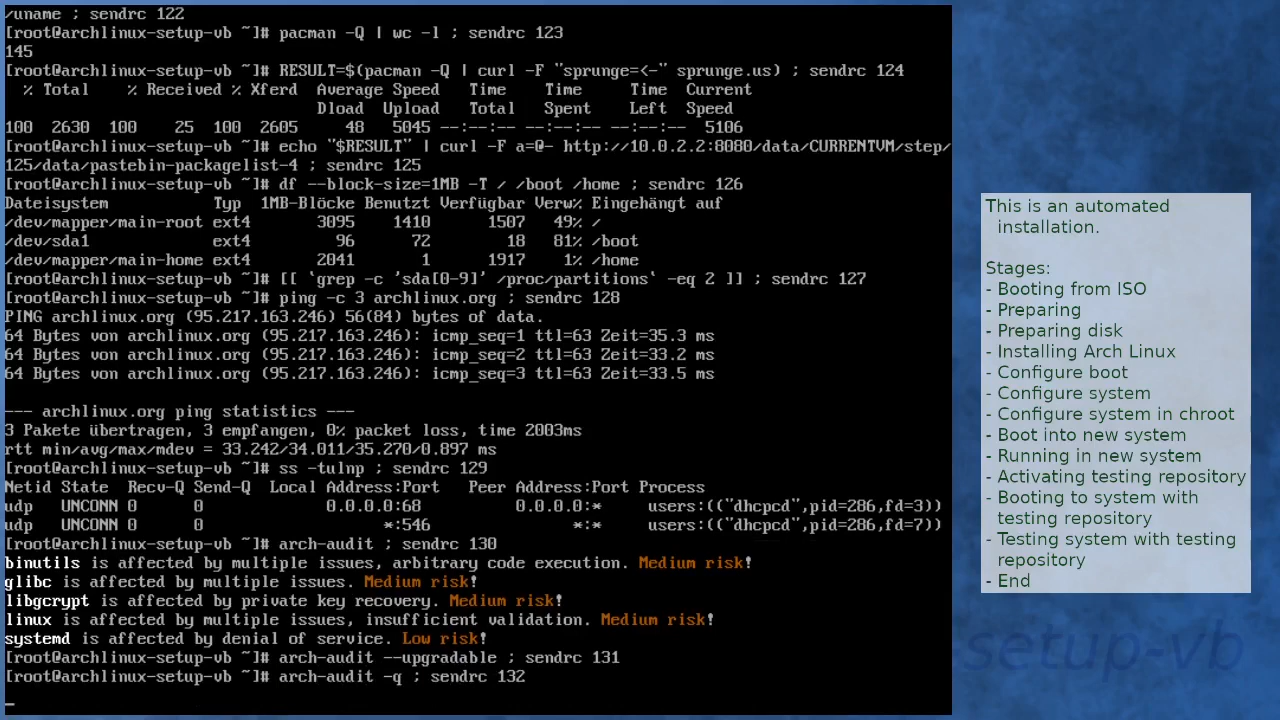 /uname ; sendrc 122
[root@archlinux-setup-vb ~]# pacman -Q | wc -l ; sendrc 123
145
[root@archlinux-setup-vb ~]# RESULT=$(pacman -Q | curl -F "sprunge=<-" sprunge.us) ; sendrc 124
  % Total    % Received % Xferd  Average Speed   Time    Time     Time  Current
                                 Dload  Upload   Total   Spent    Left  Speed
100  2630  100    25  100  2605     48   5045 --:--:-- --:--:-- --:--:--  5106
[root@archlinux-setup-vb ~]# echo "$RESULT" | curl -F a=@- http://10.0.2.2:8080/data/CURRENTVM/step/
125/data/pastebin-packagelist-4 ; sendrc 125
[root@archlinux-setup-vb ~]# df --block-size=1MB -T / /boot /home ; sendrc 126
Dateisystem           Typ  1MB-Blöcke Benutzt Verfügbar Verw% Eingehängt auf
/dev/mapper/main-root ext4       3095    1410      1507   49% /
/dev/sda1             ext4         96      72        18   81% /boot
/dev/mapper/main-home ext4       2041       1      1917    1% /home
[root@archlinux-setup-vb ~]# [[ `grep -c 'sda[0-9]' /proc/partitions` -eq 2 ]] ; sendrc 127
[root@archlinux-setup-vb ~]# ping -c 3 archlinux.org ; sendrc 128
PING archlinux.org (95.217.163.246) 56(84) bytes of data.
64 Bytes von archlinux.org (95.217.163.246): icmp_seq=1 ttl=63 Zeit=35.3 ms
64 Bytes von archlinux.org (95.217.163.246): icmp_seq=2 ttl=63 Zeit=33.2 ms
64 Bytes von archlinux.org (95.217.163.246): icmp_seq=3 ttl=63 Zeit=33.5 ms
--- archlinux.org ping statistics ---
3 Pakete übertragen, 3 empfangen, 0% packet loss, time 2003ms
rtt min/avg/max/mdev = 33.242/34.011/35.270/0.897 ms
[root@archlinux-setup-vb ~]# ss -tulnp ; sendrc 129
Netid State  Recv-Q Send-Q  Local Address:Port   Peer Address:Port Process
udp   UNCONN 0      0             0.0.0.0:68          0.0.0.0:*     users:(("dhcpcd",pid=286,fd=3))
udp   UNCONN 0      0                   *:546               *:*     users:(("dhcpcd",pid=286,fd=7))
[root@archlinux-setup-vb ~]# arch-audit ; sendrc 130
binutils is affected by multiple issues, arbitrary code execution. Medium risk!
glibc is affected by multiple issues. Medium risk!
libgcrypt is affected by private key recovery. Medium risk!
linux is affected by multiple issues, insufficient validation. Medium risk!
systemd is affected by denial of service. Low risk!
[root@archlinux-setup-vb ~]# arch-audit --upgradable ; sendrc 131
[root@archlinux-setup-vb ~]# arch-audit -q ; sendrc 132
_
This is an automated
installation.
Stages:
- Booting from ISO
- Preparing
- Preparing disk
- Installing Arch Linux
- Configure boot
- Configure system
- Configure system in chroot
- Boot into new system
- Running in new system
- Activating testing repository
- Booting to system with
testing repository
- Testing system with testing
repository
- End
setup-vb